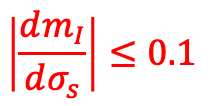 |dm_I/dσ_s| ≤ 0.1